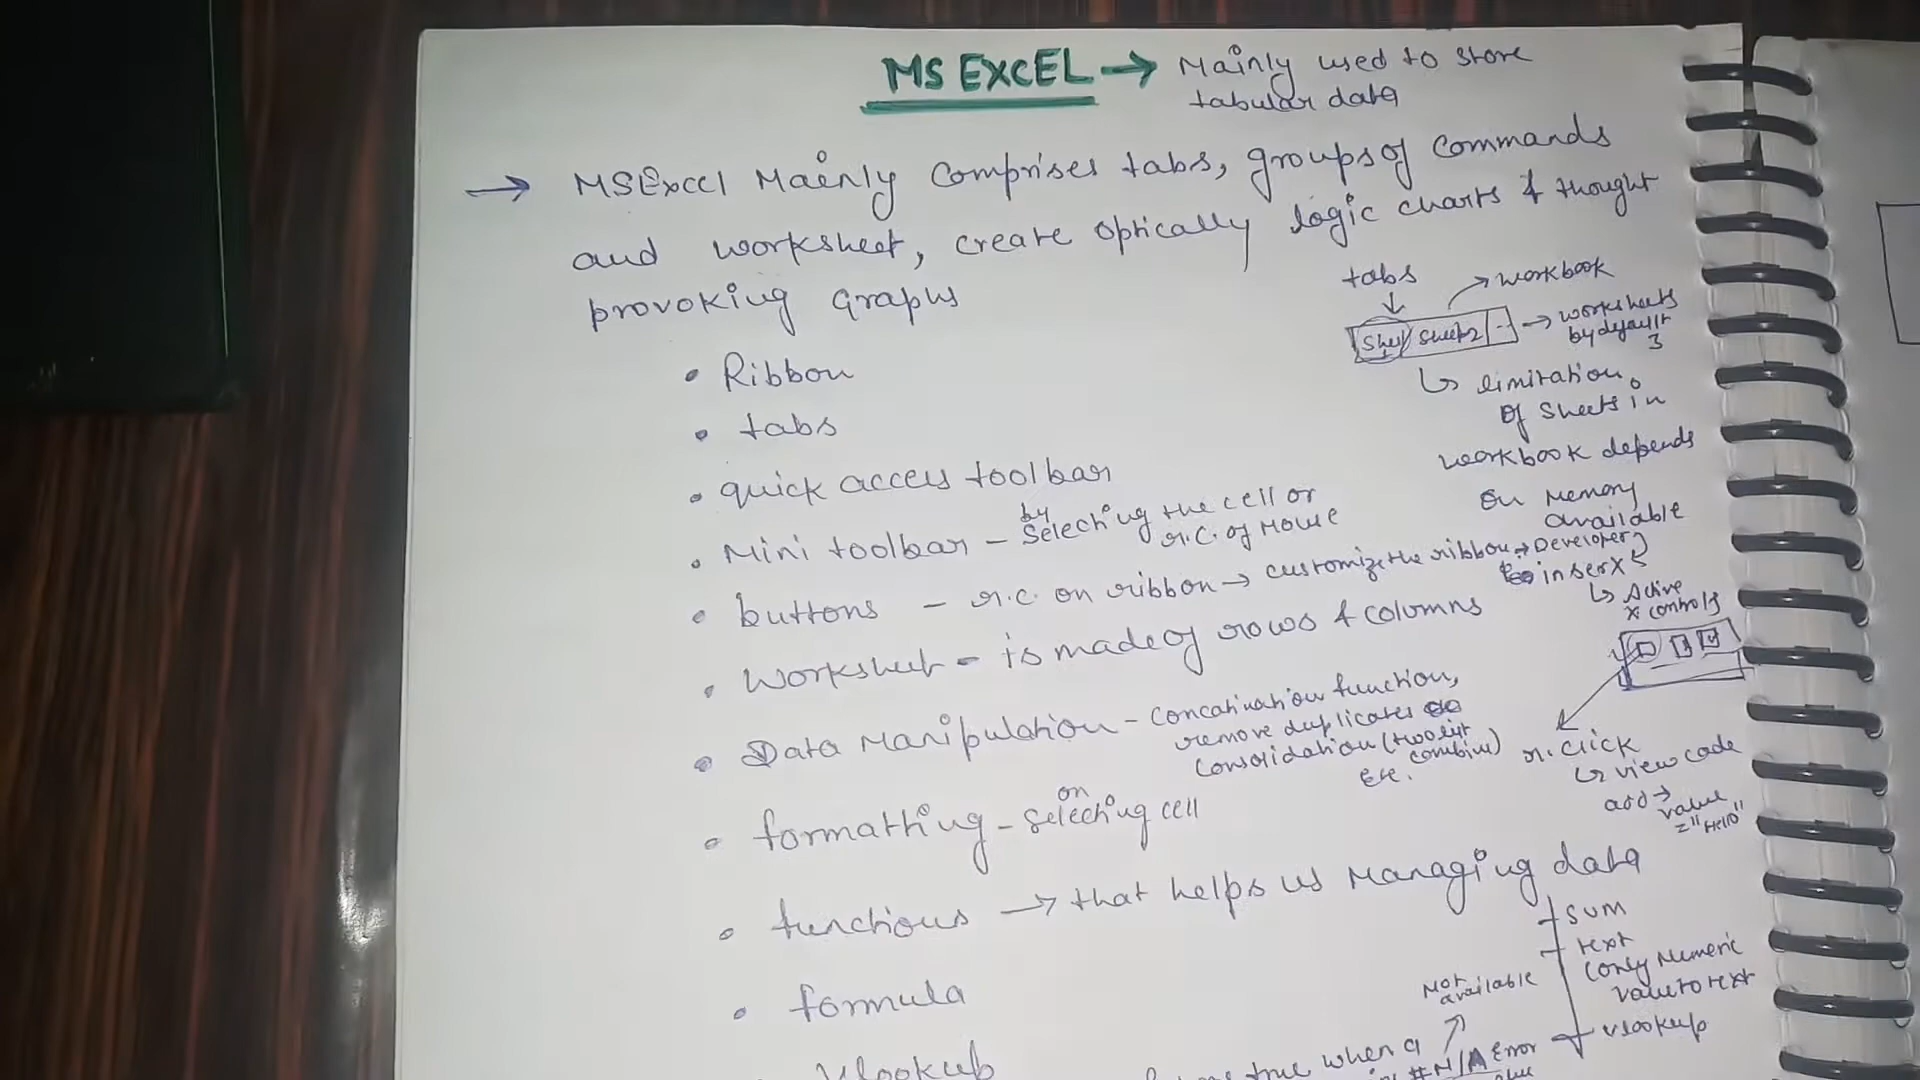 MS EXCEL → Mainly used to store
tabular data
→ MSExcel Mainly Comprises tabs, groups of Commands
and worksheet, create optically logic charts & thought
provoking Graphs
tabs → workbook
Sheet1 Sheet2 → worksheets
by default
3
↳ limitation
of Sheets in
workbook depends
on Memory
available
• Ribbon
• tabs
• quick access toolbar
• Mini toolbar - by Selecting the cell or
r.c. of Mouse
• buttons - r.c. on ribbon → customize the ribbon → Developer
insert
↳ Active
X controls
r. click
↳ view code
add →
value
= "Hello"
• Worksheet - is made of rows & columns
• Data Manipulation - Concatination function,
remove duplicates
Consolidation (two list
combine)
Etc.
• formatting - on Selecting cell
• functions → that helps us Managing data
SUM
text
(only Numeric
value to text
vlookup
• formula
Not
available
Vlookup
true when a
#N/A Error